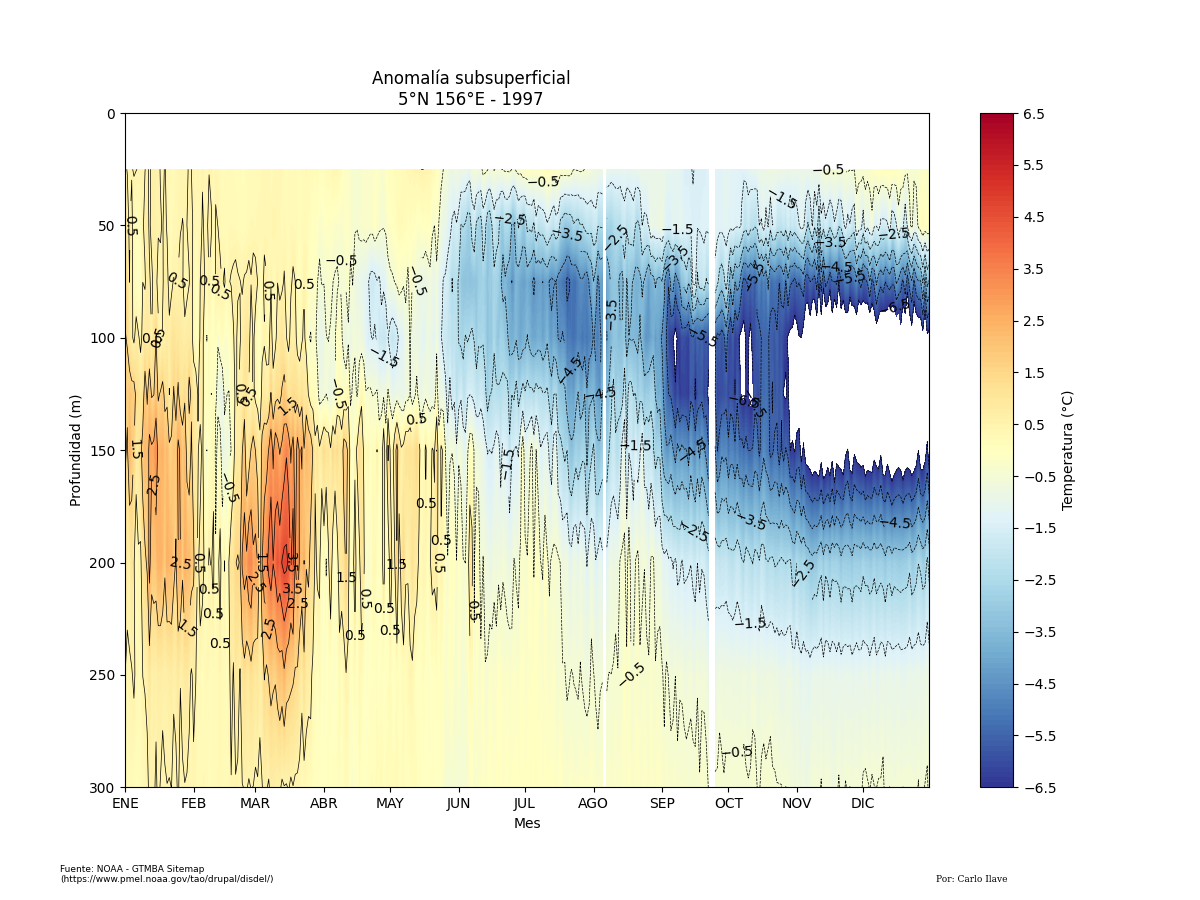 Anomalía subsuperficial
5°N 156°E - 1997
0
50
100
150
200
250
300
Profundidad (m)
ENE FEB MAR ABR MAY JUN JUL AGO SEP OCT NOV DIC
Mes
6.5
5.5
4.5
3.5
2.5
1.5
0.5
−0.5
−1.5
−2.5
−3.5
−4.5
−5.5
−6.5
Temperatura (°C)
Fuente: NOAA - GTMBA Sitemap
(https://www.pmel.noaa.gov/tao/drupal/disdel/)
Por: Carlo Ilave